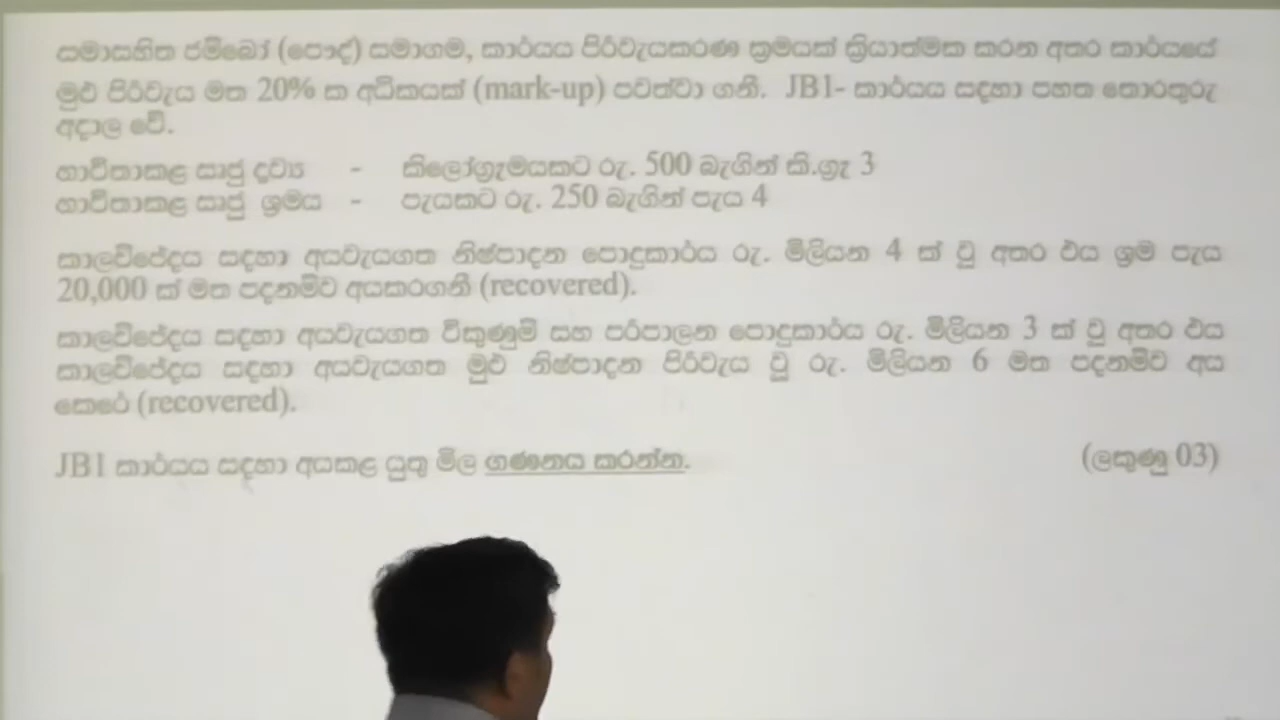 සමාසහිත ජම්බෝ (පෞද්) සමාගම, කාර්යය පිරිවැයකරණ ක්‍රමයක් ක්‍රියාත්මක කරන අතර කාර්යයේ
මුළු පිරිවැය මත 20% ක අධිකයක් (mark-up) පවත්වා ගනී. JB1- කාර්යය සඳහා පහත තොරතුරු
අදාල වේ.
භාවිතාකළ සෘජු ද්‍රව්‍ය - කිලෝග්‍රෑමයකට රු. 500 බැගින් කි.ග්‍රෑ 3
භාවිතාකළ සෘජු ශ්‍රමය - පැයකට රු. 250 බැගින් පැය 4
කාලච්ඡේදය සඳහා අයවැයගත නිෂ්පාදන පොදුකාර්ය රු. මිලියන 4 ක් වූ අතර එය ශ්‍රම පැය
20,000 ක් මත පදනම්ව අයකරගනී (recovered).
කාලච්ඡේදය සඳහා අයවැයගත විකුණුම් සහ පරිපාලන පොදුකාර්ය රු. මිලියන 3 ක් වූ අතර එය
කාලච්ඡේදය සඳහා අයවැයගත මුළු නිෂ්පාදන පිරිවැය වූ රු. මිලියන 6 මත පදනම්ව අය
කෙරේ (recovered).
JB1 කාර්යය සඳහා අයකළ යුතු මිල ගණනය කරන්න. (ලකුණු 03)